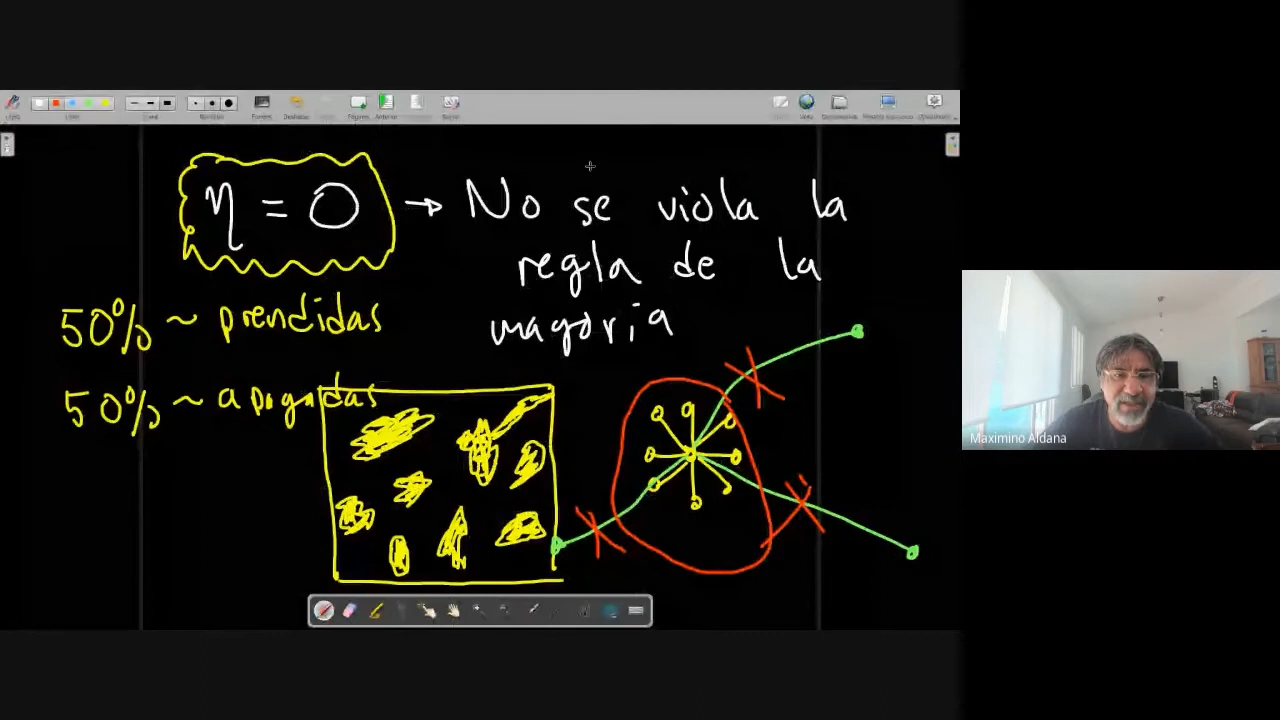 η = 0 → No se viola la
regla de la
mayoria
50% ~ prendidas
50% ~ apagadas
Maximino Aldana